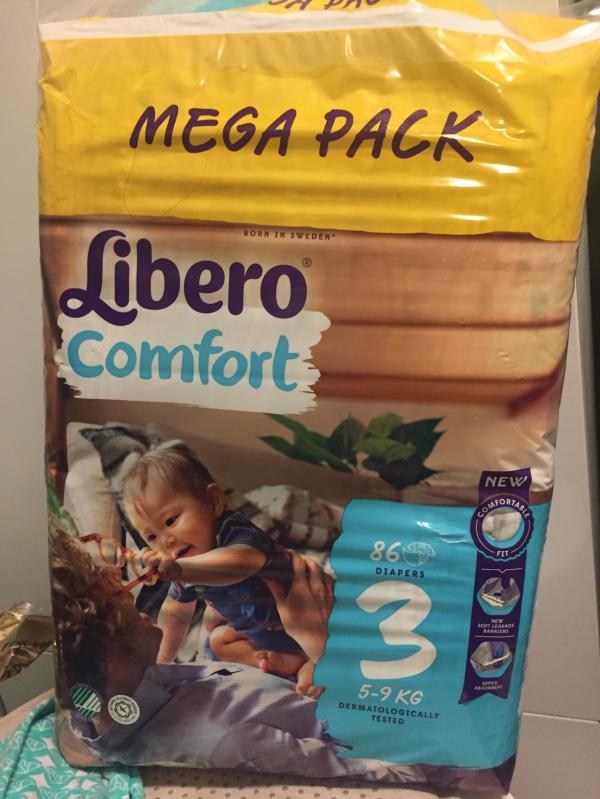 MEGA PACK
BORN IN SWEDEN*
Libero®
Comfort
NEW
COMFORTABLE
FIT
86
DIAPERS
3
5-9 KG
DERMATOLOGICALLY
TESTED
NEW
SOFT LEAKAGE
BARRIERS
SUPER
ABSORBENT